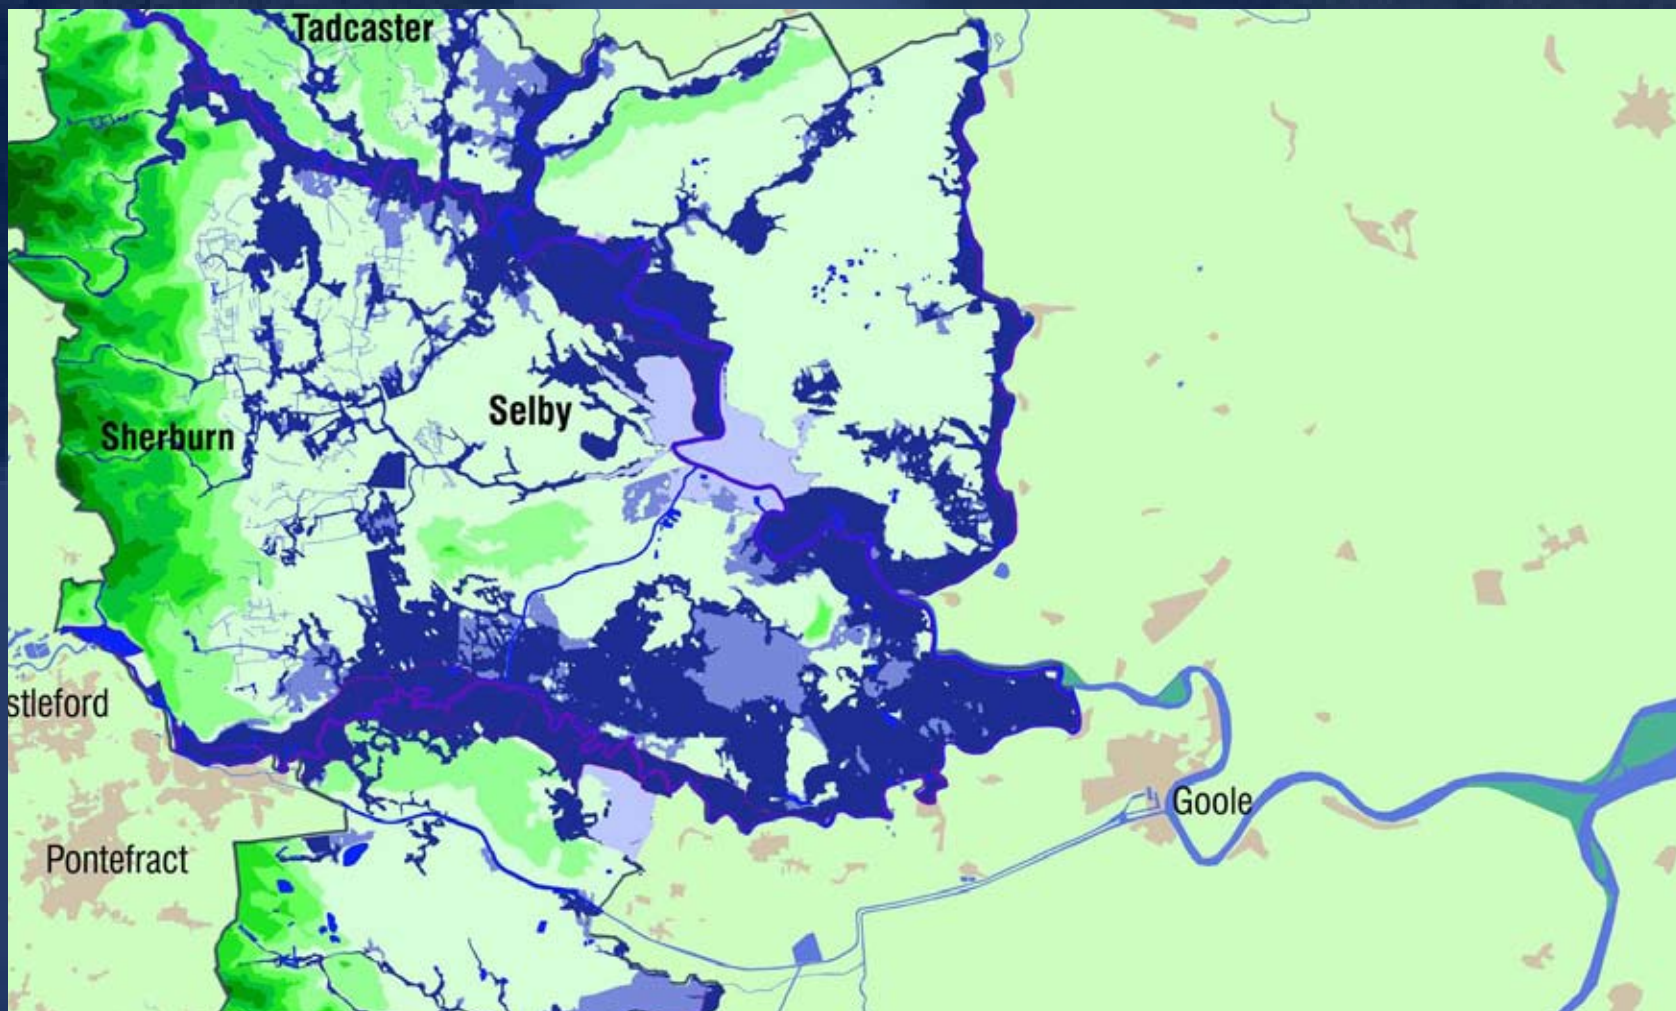 Tadcaster
Selby
Sherburn
stleford
Goole
Pontefract